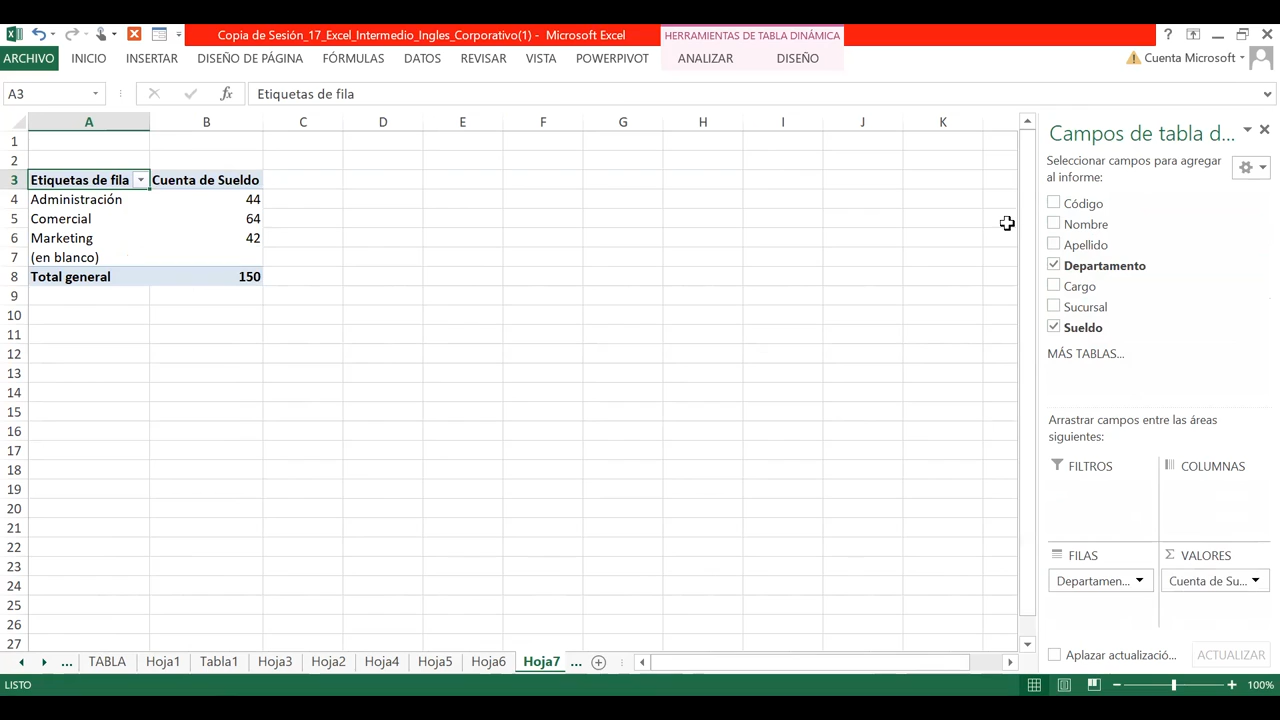 Copia de Sesión_17_Excel_Intermedio_Ingles_Corporativo(1) - Microsoft Excel
HERRAMIENTAS DE TABLA DINÁMICA
?
ARCHIVO INICIO INSERTAR DISEÑO DE PÁGINA FÓRMULAS DATOS REVISAR VISTA POWERPIVOT ANALIZAR DISEÑO Cuenta Microsoft
A3 fx Etiquetas de fila
A B C D E F G H I J K
1
2
3 Etiquetas de fila Cuenta de Sueldo
4 Administración 44
5 Comercial 64
6 Marketing 42
7 (en blanco)
8 Total general 150
9
10
11
12
13
14
15
16
17
18
19
20
21
22
23
24
25
26
27
Campos de tabla d...
Seleccionar campos para agregar
al informe:
Código
Nombre
Apellido
Departamento
Cargo
Sucursal
Sueldo
MÁS TABLAS...
Arrastrar campos entre las áreas
siguientes:
FILTROS COLUMNAS
FILAS Σ VALORES
Departamen... Cuenta de Su...
Aplazar actualizació... ACTUALIZAR
... TABLA Hoja1 Tabla1 Hoja3 Hoja2 Hoja4 Hoja5 Hoja6 Hoja7 ...
LISTO 100%